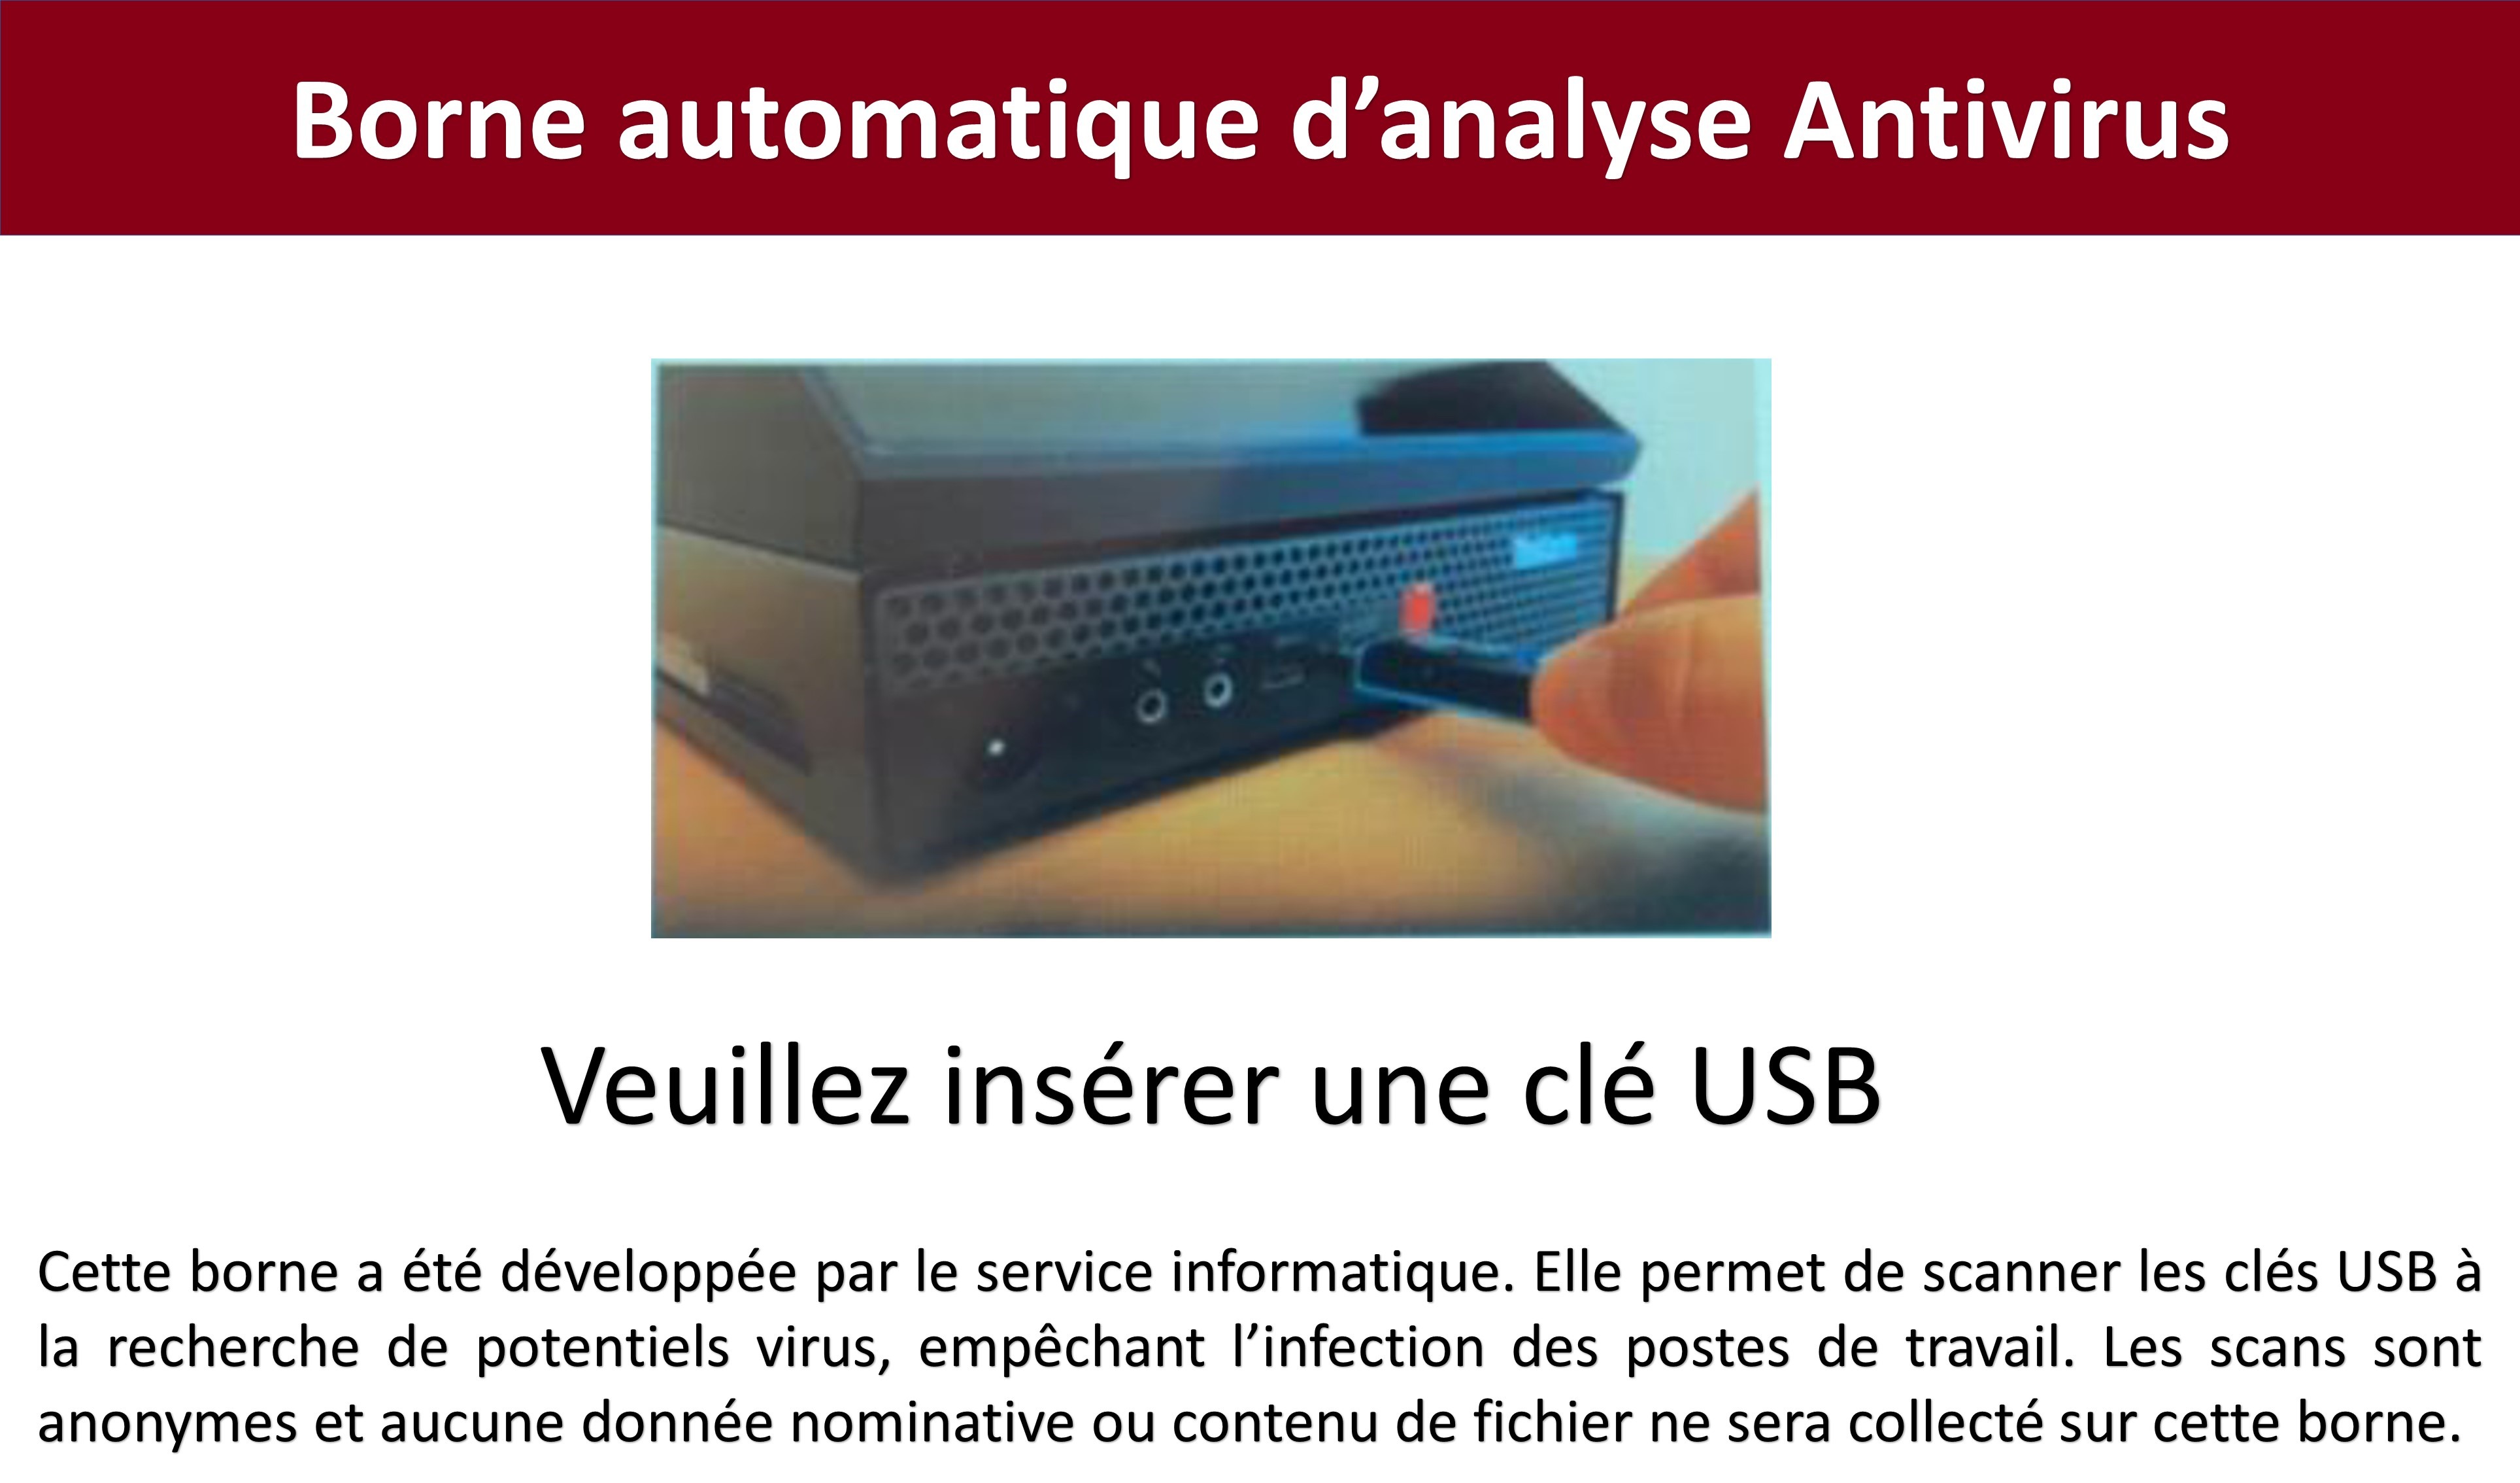 Borne automatique d’analyse Antivirus
Veuillez insérer une clé USB
Cette borne a été développée par le service informatique. Elle permet de scanner les clés USB à
la recherche de potentiels virus, empêchant l’infection des postes de travail. Les scans sont
anonymes et aucune donnée nominative ou contenu de fichier ne sera collecté sur cette borne.